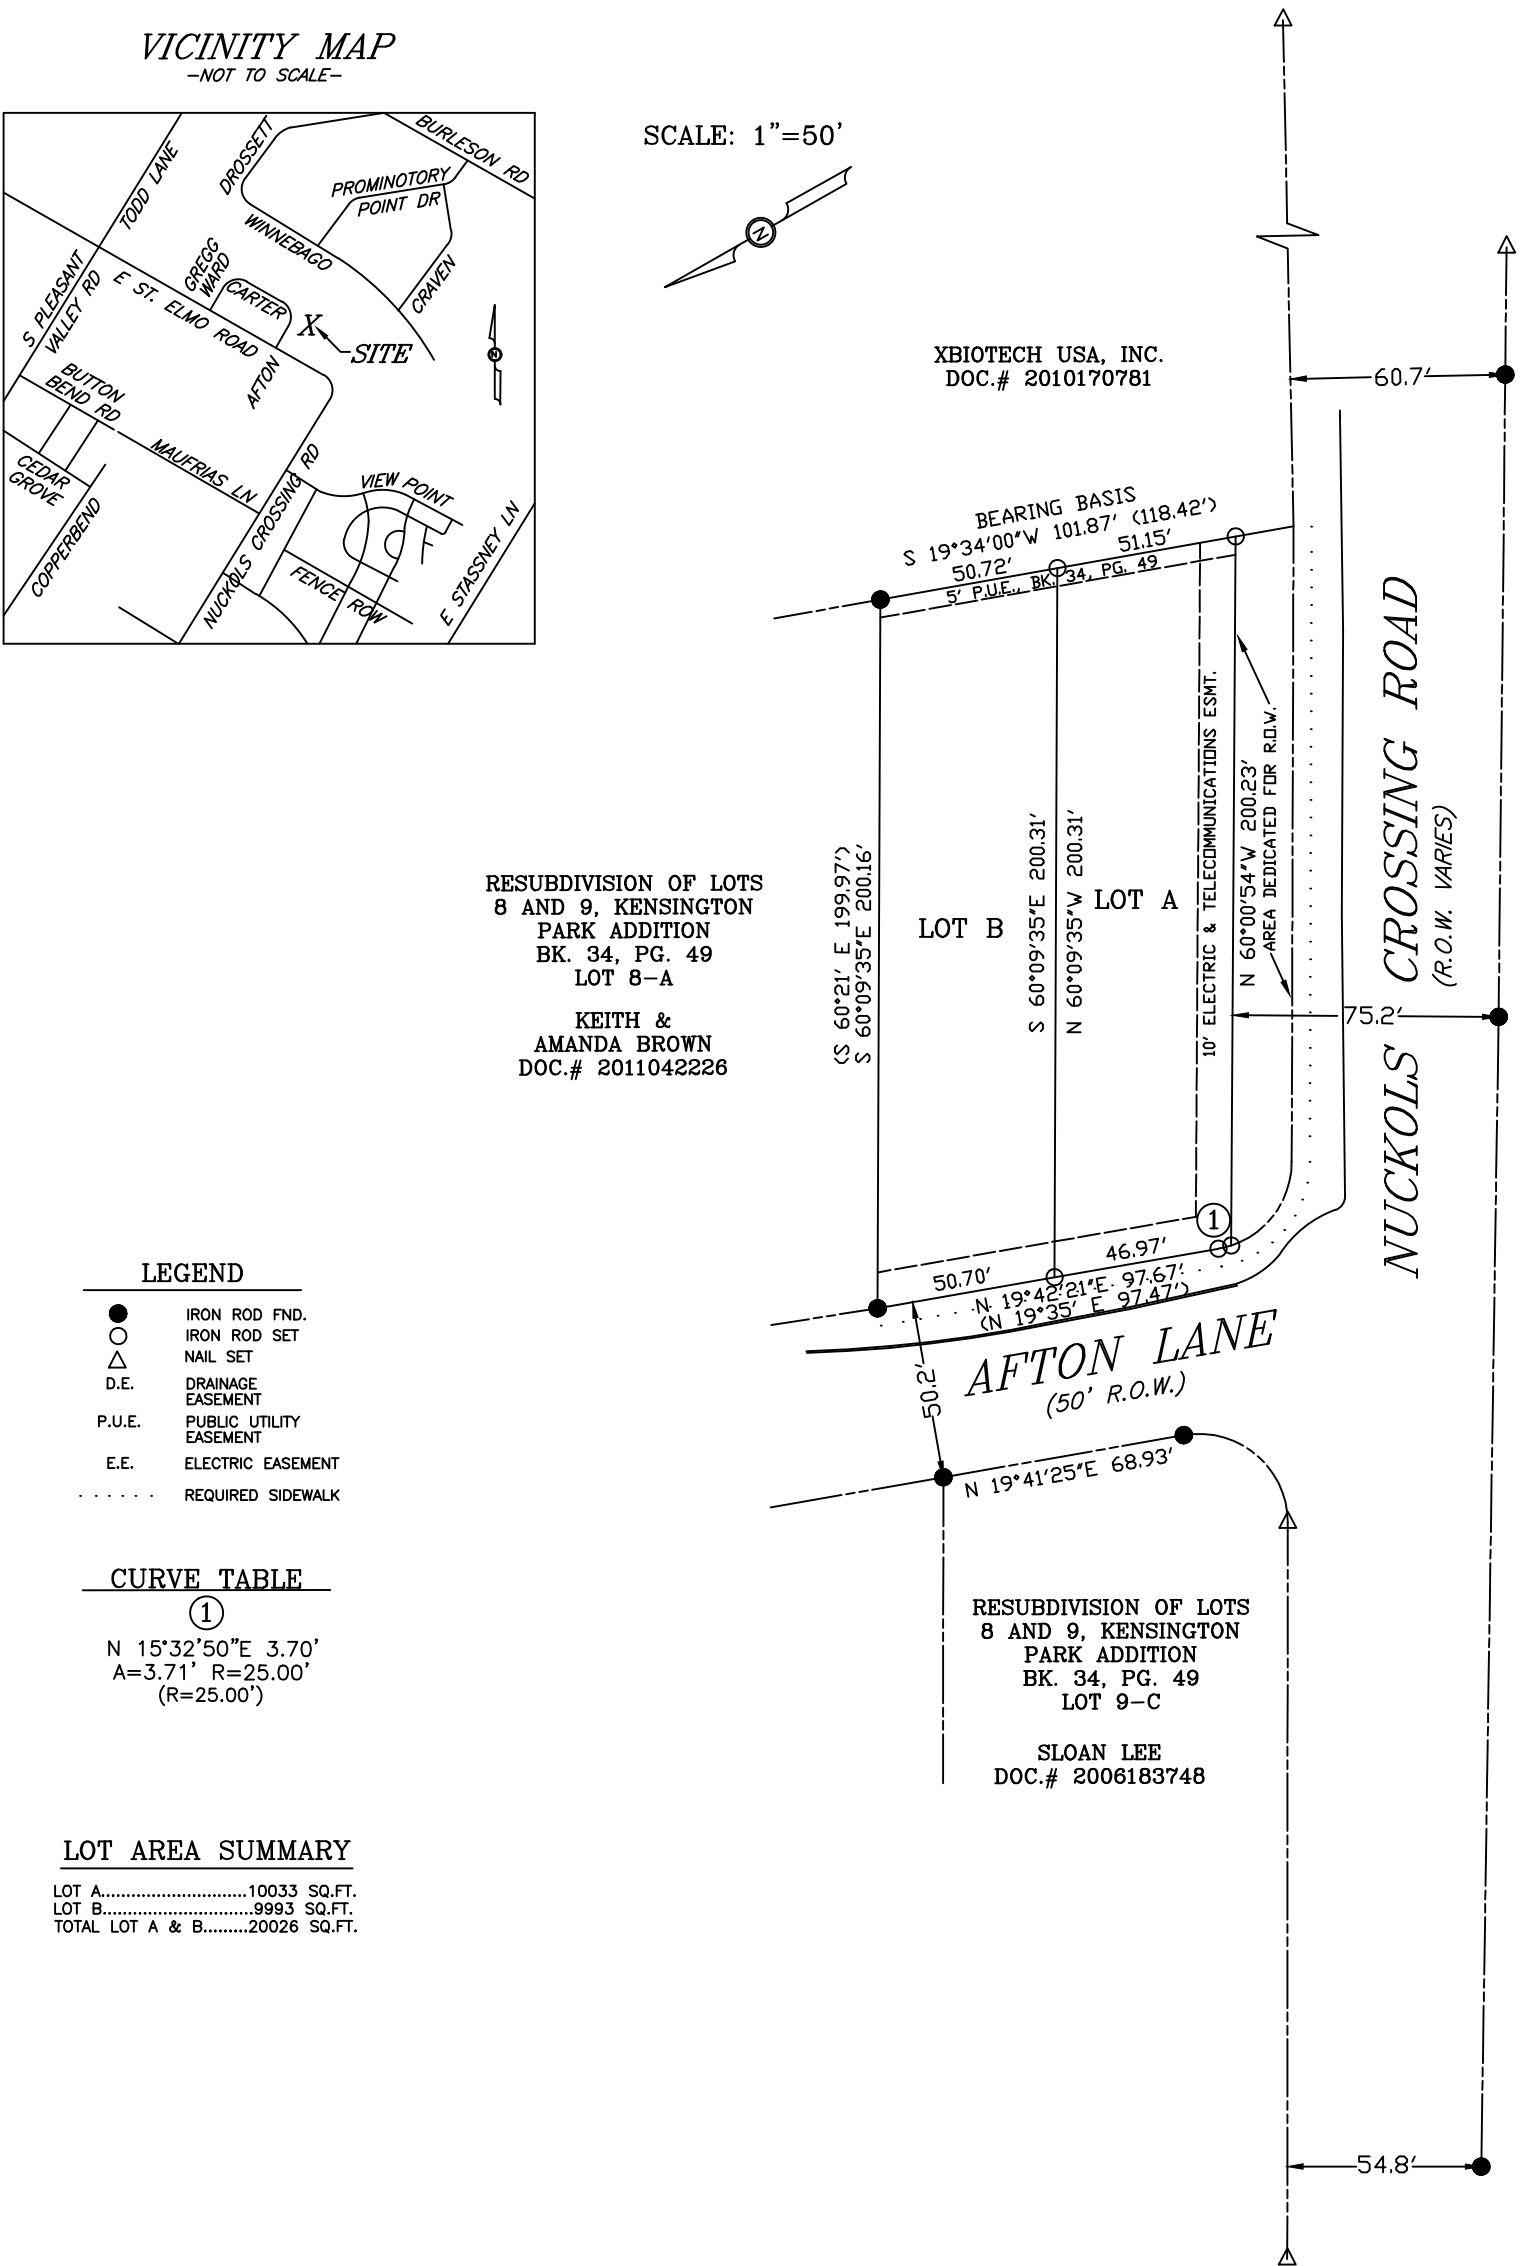 VICINITY MAP
-NOT TO SCALE-
DROSSETT
BURLESON RD
TODD LANE
PROMINOTORY
POINT DR
WINNEBAGO
GREGG
WARD
CARTER
CRAVEN
S PLEASANT
VALLEY RD
E ST. ELMO ROAD
X
SITE
N
AFTON
BUTTON
BEND RD
MAUFRIAS LN
CEDAR
GROVE
COPPERBEND
NUCKOLS CROSSING RD
VIEW POINT
FENCE ROW
E STASSNEY LN
SCALE: 1"=50'
N
XBIOTECH USA, INC.
DOC.# 2010170781
60.7'
BEARING BASIS
S 19°34'00"W 101.87' (118.42')
50.72'
51.15'
5' P.U.E., BK. 34, PG. 49
10' ELECTRIC & TELECOMMUNICATIONS ESMT.
N 60°00'54"W 200.23'
AREA DEDICATED FOR R.O.W.
NUCKOLS CROSSING ROAD
(R.O.W. VARIES)
RESUBDIVISION OF LOTS
8 AND 9, KENSINGTON
PARK ADDITION
BK. 34, PG. 49
LOT 8-A
KEITH &
AMANDA BROWN
DOC.# 2011042226
(S 60°21' E 199.97')
S 60°09'35"E 200.16'
LOT B
S 60°09'35"E 200.31'
N 60°09'35"W 200.31'
LOT A
75.2'
1
50.70'
46.97'
N 19°42'21"E 97.67'
(N 19°35' E 97.47')
AFTON LANE
(50' R.O.W.)
50.2'
N 19°41'25"E 68.93'
LEGEND
IRON ROD FND.
IRON ROD SET
NAIL SET
D.E. DRAINAGE
EASEMENT
P.U.E. PUBLIC UTILITY
EASEMENT
E.E. ELECTRIC EASEMENT
REQUIRED SIDEWALK
CURVE TABLE
1
N 15°32'50"E 3.70'
A=3.71' R=25.00'
(R=25.00')
RESUBDIVISION OF LOTS
8 AND 9, KENSINGTON
PARK ADDITION
BK. 34, PG. 49
LOT 9-C
SLOAN LEE
DOC.# 2006183748
LOT AREA SUMMARY
LOT A............................10033 SQ.FT.
LOT B.............................9993 SQ.FT.
TOTAL LOT A & B.........20026 SQ.FT.
54.8'